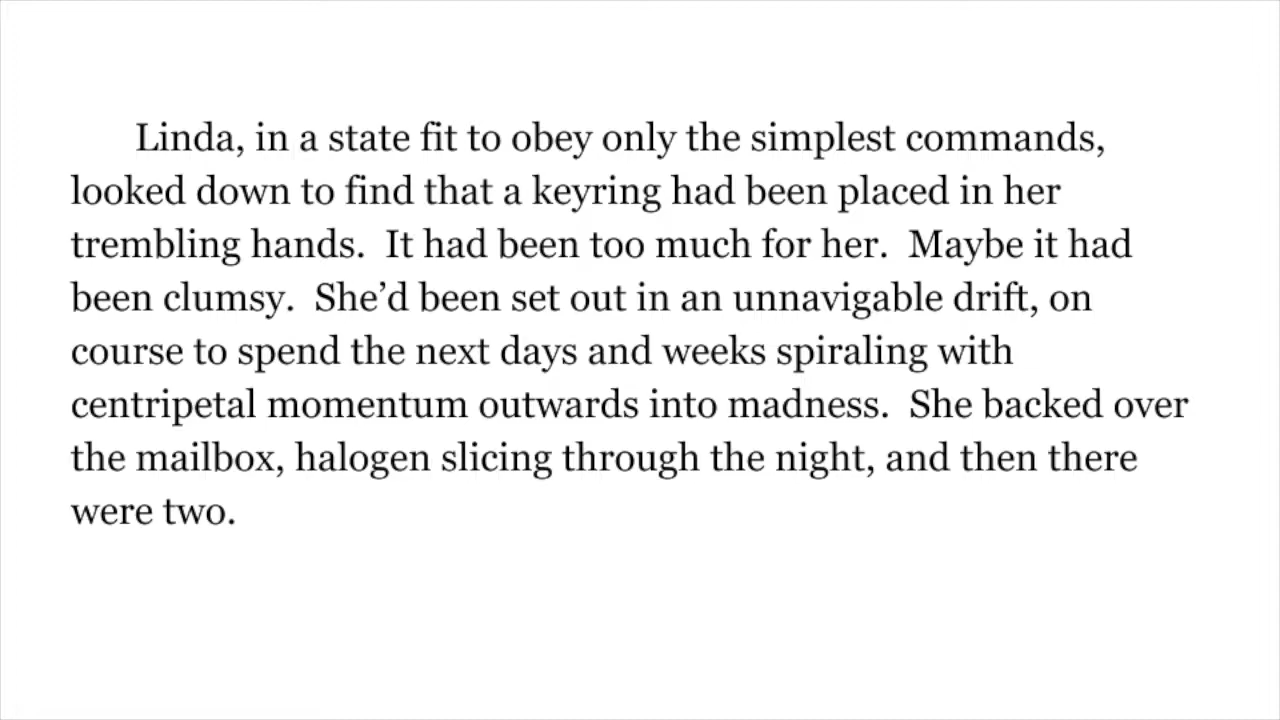 Linda, in a state fit to obey only the simplest commands,
looked down to find that a keyring had been placed in her
trembling hands.  It had been too much for her.  Maybe it had
been clumsy.  She’d been set out in an unnavigable drift, on
course to spend the next days and weeks spiraling with
centripetal momentum outwards into madness.  She backed over
the mailbox, halogen slicing through the night, and then there
were two.